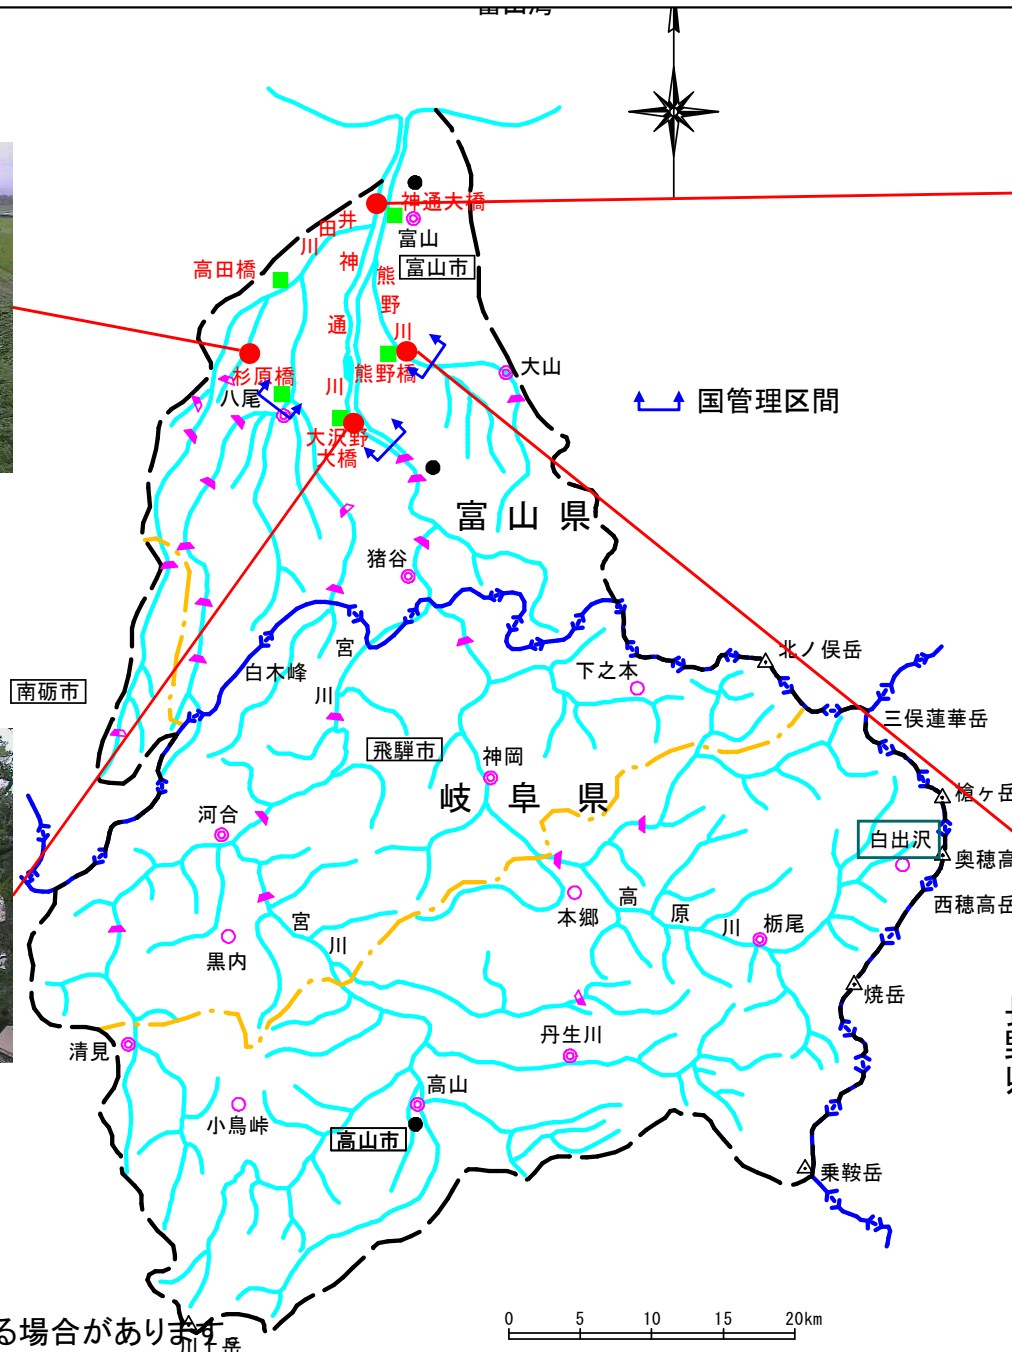 神通大橋
富山
富山市
井田川
神通川
熊野川
高田橋
杉原橋
八尾
熊野橋
大山
国管理区間
大沢野
大橋
富山県
猪谷
白木峰
宮川
下之本
北ノ俣岳
南砺市
三俣蓮華岳
飛騨市
神岡
岐阜県
槍ヶ岳
河合
白出沢
奥穂高
西穂高岳
本郷
高原川
栃尾
宮川
黒内
焼岳
清見
丹生川
高山
小鳥峠
高山市
乗鞍岳
0 5 10 15 20km
る場合があります。
川上岳